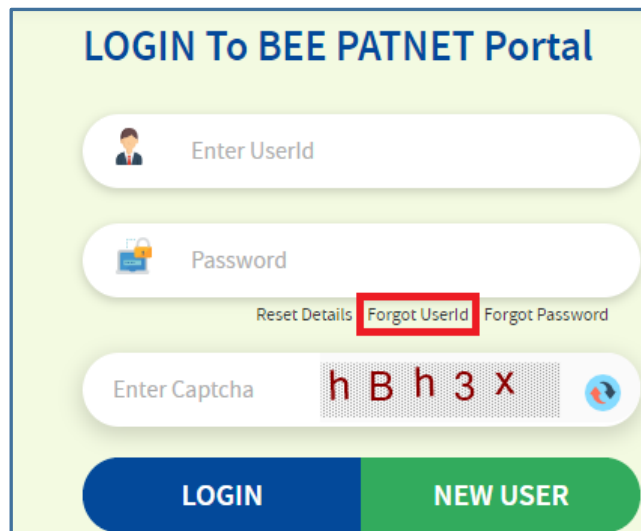 LOGIN To BEE PATNET Portal
Enter UserId
Password
Reset Details Forgot UserId Forgot Password
Enter Captcha hBh3x
LOGIN NEW USER